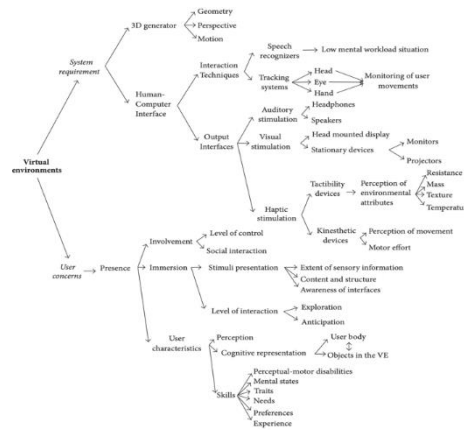 Geometry
3D generator
Perspective
Motion
System
requirement
Speech
recognizers
Low mental workload situation
Interaction
Techniques
Human-
Computer
Interface
Tracking
systems
Head
Eye
Hand
Monitoring of user
movements
Auditory
stimulation
Headphones
Speakers
Output
Interfaces
Visual
stimulation
Head mounted display
Stationary devices
Monitors
Projectors
Virtual
environments
Haptic
stimulation
Tactibility
devices
Perception of
environmental
attributes
Resistance
Mass
Texture
Temperatu
Kinesthetic
devices
Perception of movement
Motor effort
User
concerns
Presence
Involvement
Level of control
Social interaction
Immersion
Stimuli presentation
Extent of sensory information
Content and structure
Awareness of interfaces
Level of interaction
Exploration
Anticipation
User
characteristics
Perception
Cognitive representation
User body
Objects in the VE
Skills
Perceptual-motor disabilities
Mental states
Traits
Needs
Preferences
Experience